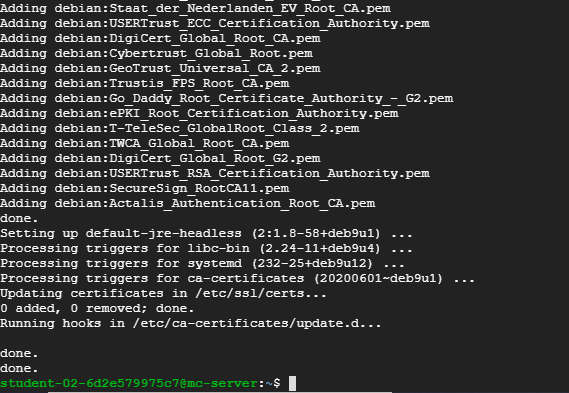 Adding debian:Staat_der_Nederlanden_EV_Root_CA.pem
Adding debian:USERTrust_ECC_Certification_Authority.pem
Adding debian:DigiCert_Global_Root_CA.pem
Adding debian:Cybertrust_Global_Root.pem
Adding debian:GeoTrust_Universal_CA_2.pem
Adding debian:Trustis_FPS_Root_CA.pem
Adding debian:Go_Daddy_Root_Certificate_Authority_-_G2.pem
Adding debian:ePKI_Root_Certification_Authority.pem
Adding debian:T-TeleSec_GlobalRoot_Class_2.pem
Adding debian:TWCA_Global_Root_CA.pem
Adding debian:DigiCert_Global_Root_G2.pem
Adding debian:USERTrust_RSA_Certification_Authority.pem
Adding debian:SecureSign_RootCA11.pem
Adding debian:Actalis_Authentication_Root_CA.pem
done.
Setting up default-jre-headless (2:1.8-58+deb9u1) ...
Processing triggers for libc-bin (2.24-11+deb9u4) ...
Processing triggers for systemd (232-25+deb9u12) ...
Processing triggers for ca-certificates (20200601~deb9u1) ...
Updating certificates in /etc/ssl/certs...
0 added, 0 removed; done.
Running hooks in /etc/ca-certificates/update.d...
done.
done.
student-02-6d2e579975c7@mc-server:~$